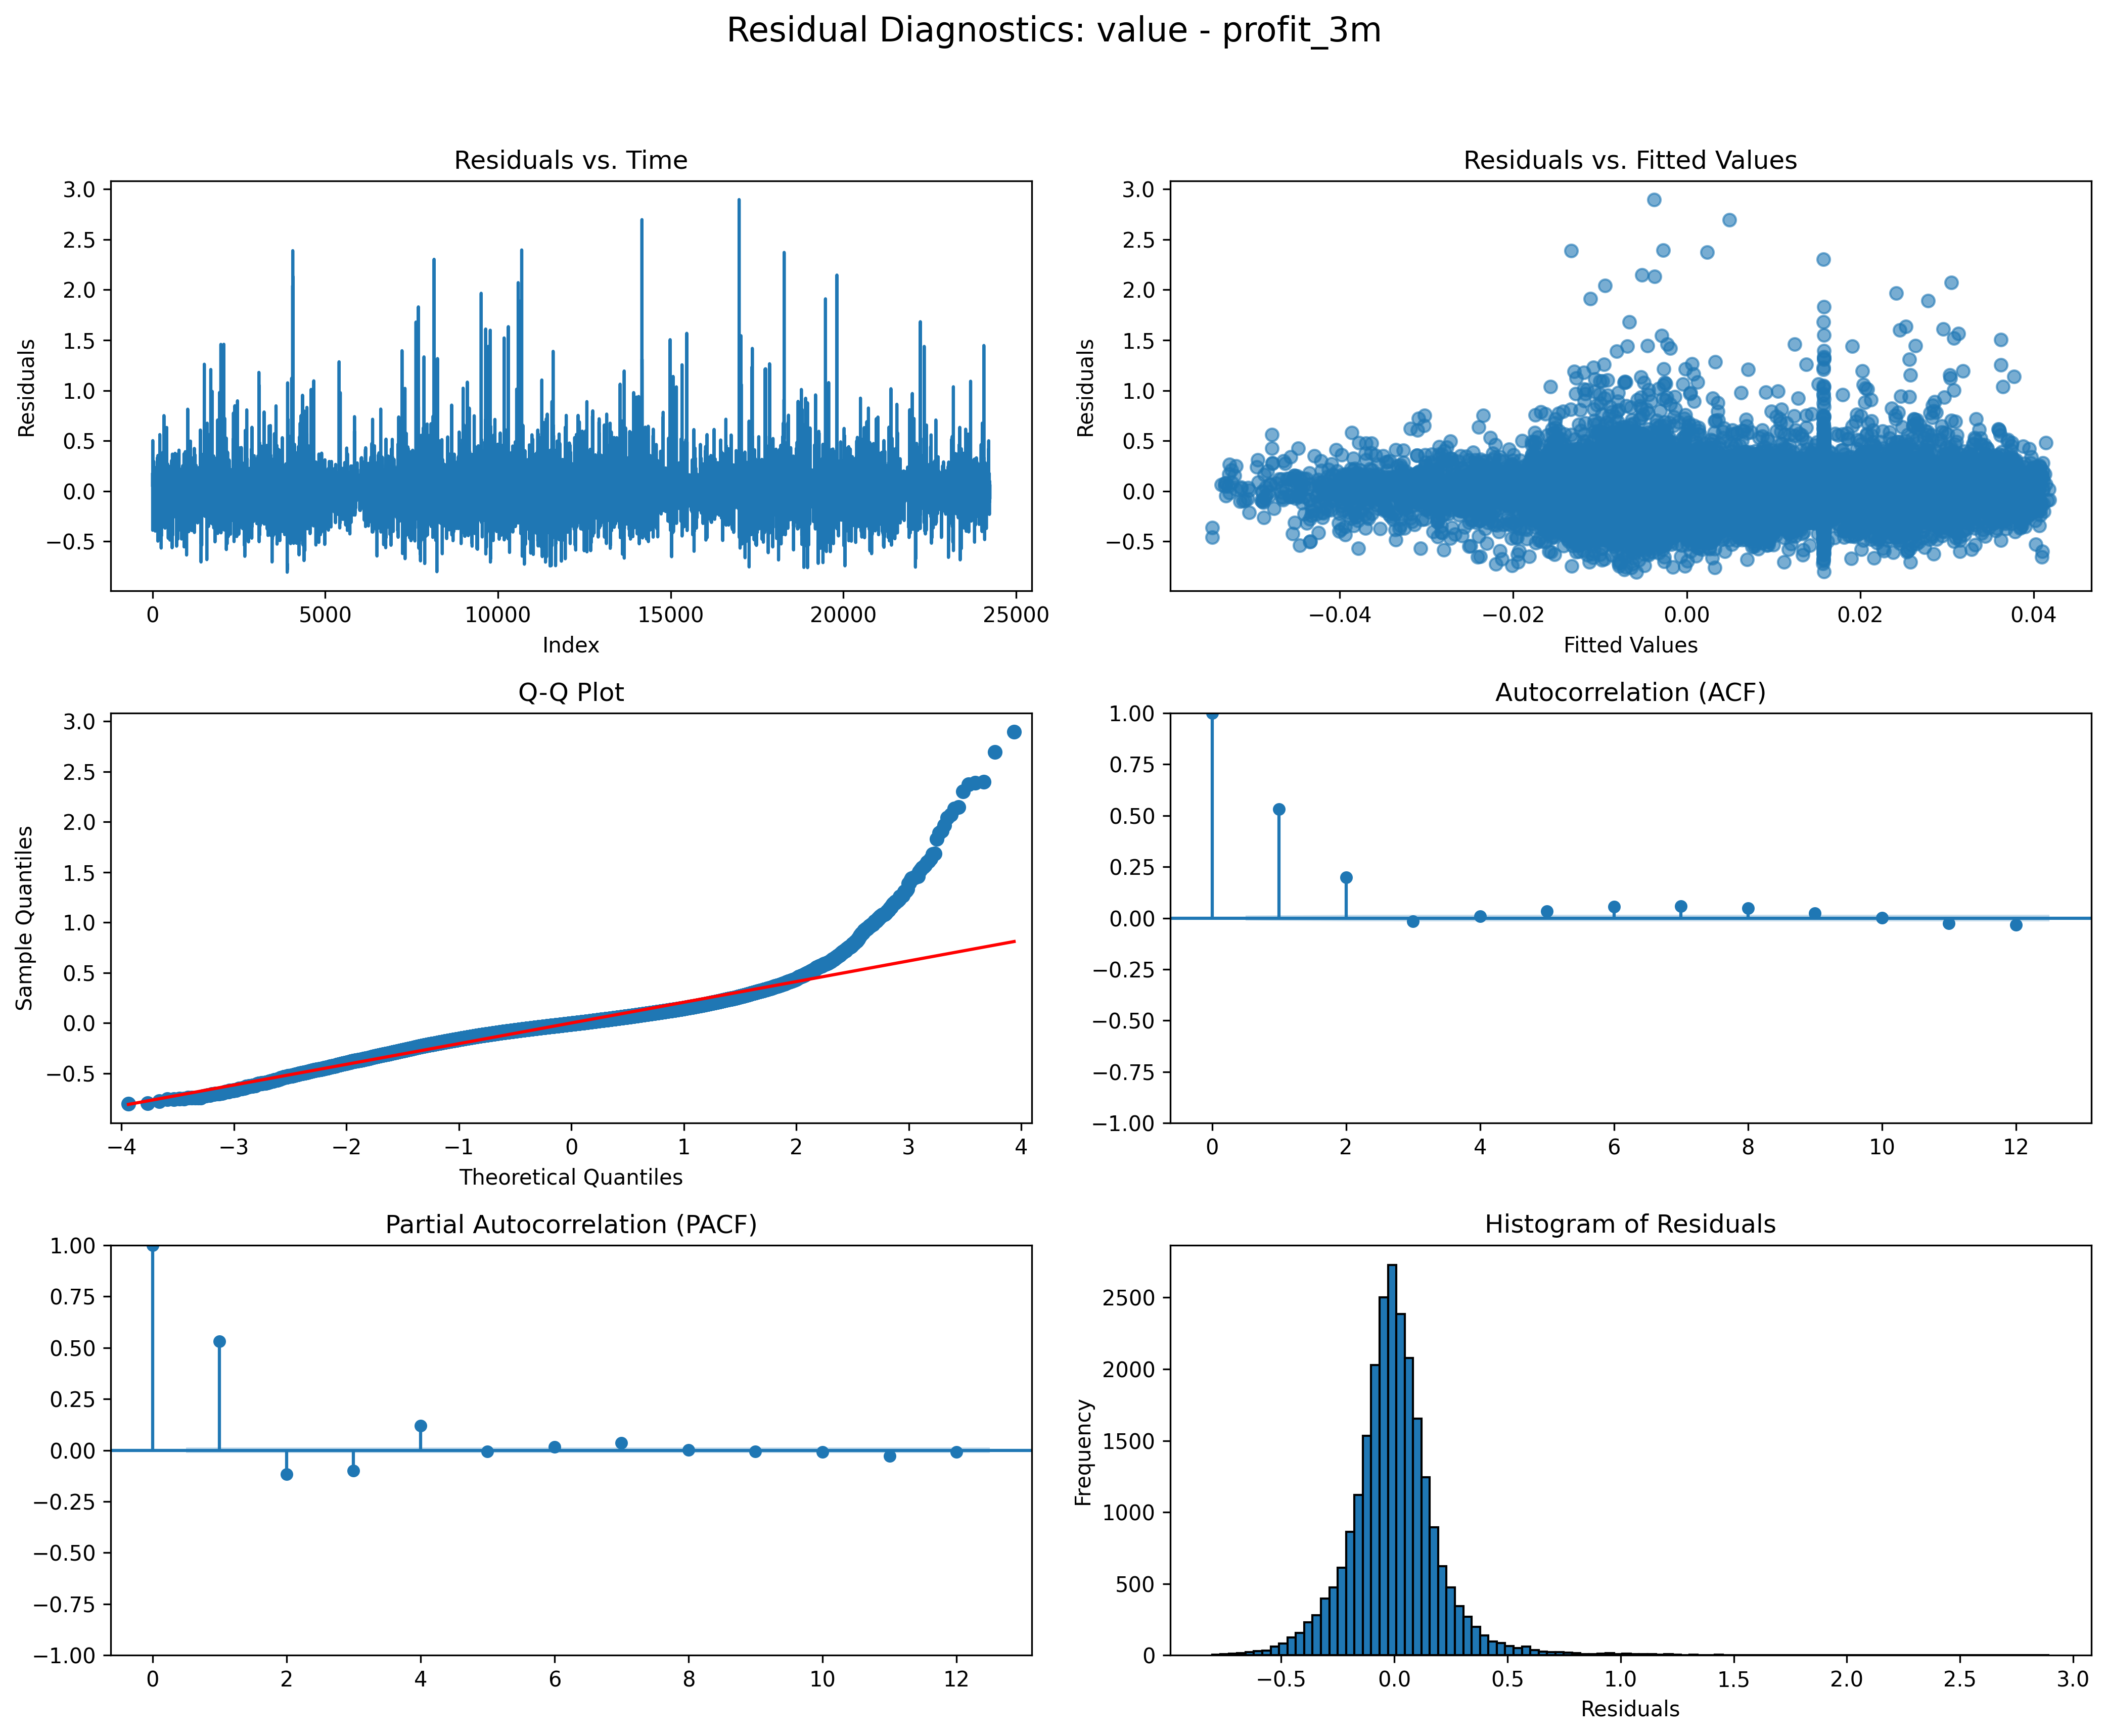 Residual Diagnostics: value - profit_3m
Residuals vs. Time
3.0
2.5
2.0
1.5
1.0
0.5
0.0
−0.5
Residuals
0 5000 10000 15000 20000 25000
Index
Residuals vs. Fitted Values
3.0
2.5
2.0
1.5
1.0
0.5
0.0
−0.5
Residuals
−0.04 −0.02 0.00 0.02 0.04
Fitted Values
Q-Q Plot
3.0
2.5
2.0
1.5
1.0
0.5
0.0
−0.5
Sample Quantiles
−4 −3 −2 −1 0 1 2 3 4
Theoretical Quantiles
Autocorrelation (ACF)
1.00
0.75
0.50
0.25
0.00
−0.25
−0.50
−0.75
−1.00
0 2 4 6 8 10 12
Partial Autocorrelation (PACF)
1.00
0.75
0.50
0.25
0.00
−0.25
−0.50
−0.75
−1.00
0 2 4 6 8 10 12
Histogram of Residuals
2500
2000
1500
1000
500
0
Frequency
−0.5 0.0 0.5 1.0 1.5 2.0 2.5 3.0
Residuals